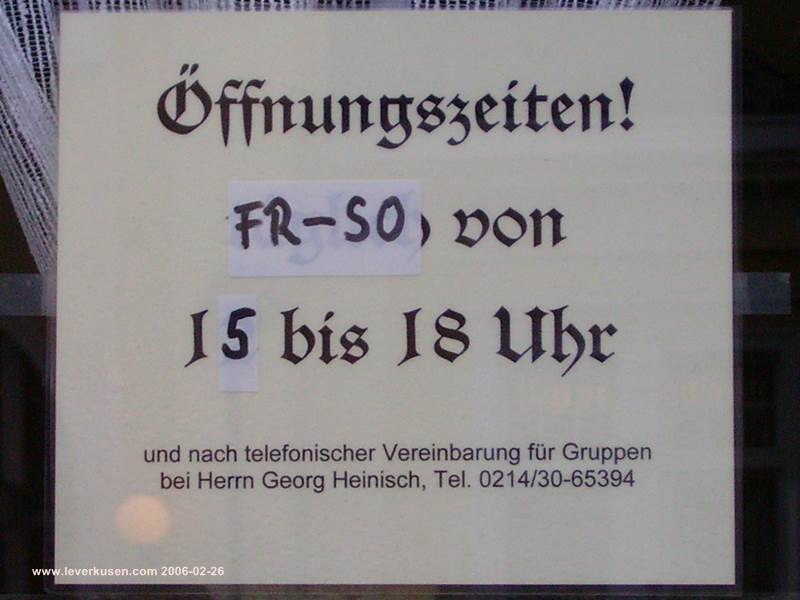 Öffnungszeiten!
FR-SO von
15 bis 18 Uhr
und nach telefonischer Vereinbarung für Gruppen
bei Herrn Georg Heinisch, Tel. 0214/30-65394
www.leverkusen.com 2006-02-26